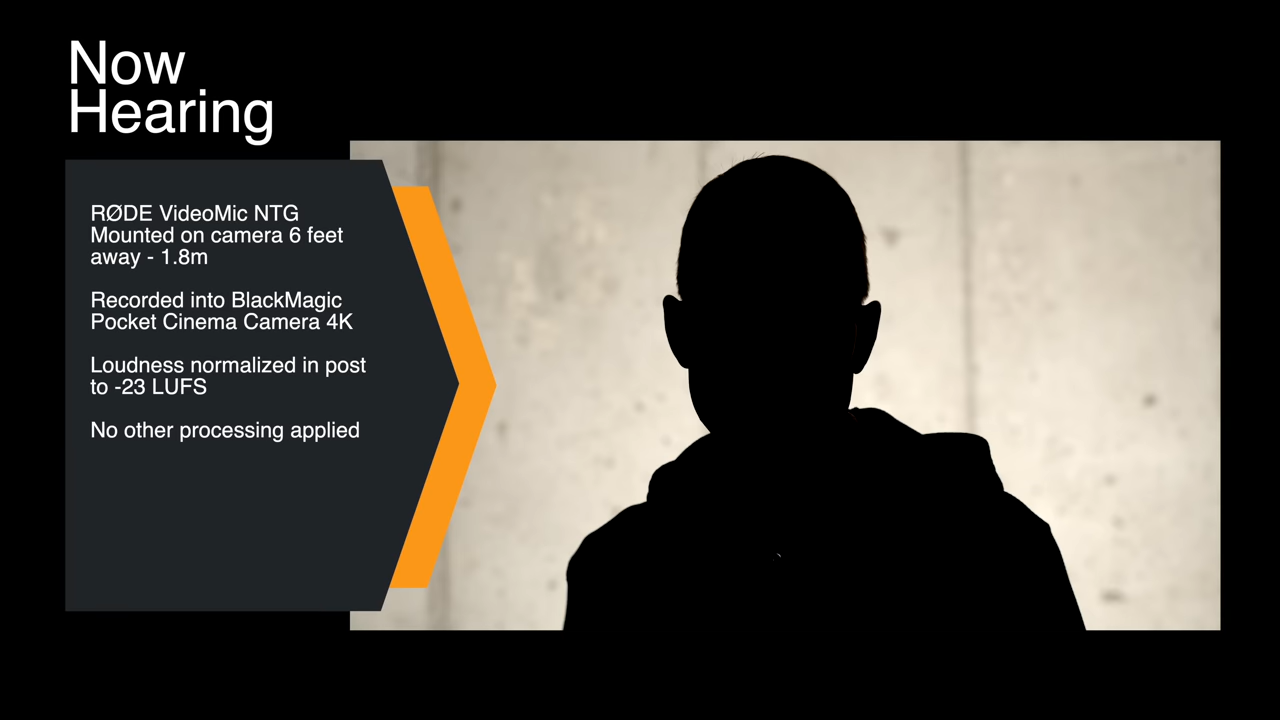 Now
Hearing
RØDE VideoMic NTG
Mounted on camera 6 feet
away - 1.8m
Recorded into BlackMagic
Pocket Cinema Camera 4K
Loudness normalized in post
to -23 LUFS
No other processing applied